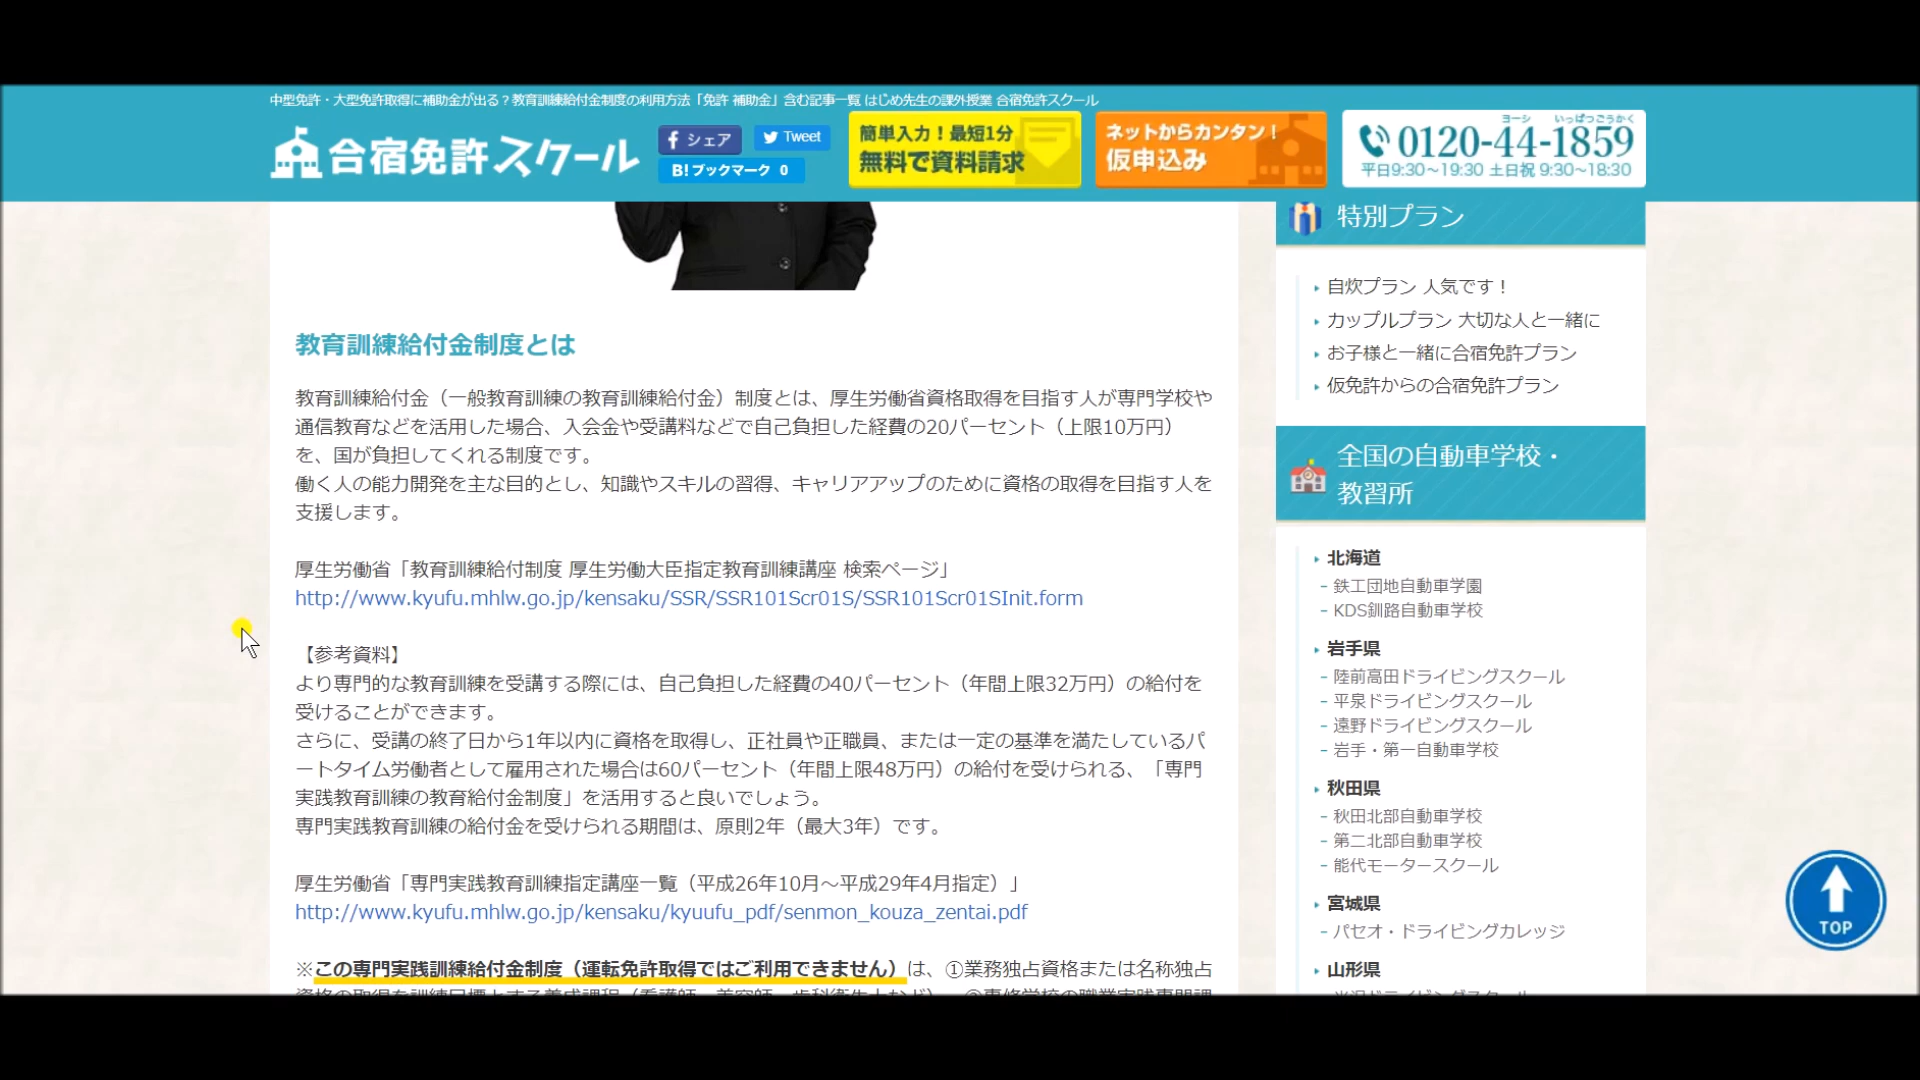 中型免許・大型免許取得に補助金が出る？教育訓練給付金制度の利用方法「免許 補助金」含む記事一覧 はじめ先生の課外授業 合宿免許スクール
合宿免許スクール
シェア
Tweet
B!ブックマーク 0
簡単入力！最短1分
無料で資料請求
ネットからカンタン！
仮申込み
ヨーシ いっぱつごうかく
0120-44-1859
平日9:30～19:30 土日祝 9:30～18:30
教育訓練給付金制度とは
教育訓練給付金（一般教育訓練の教育訓練給付金）制度とは、厚生労働省資格取得を目指す人が専門学校や
通信教育などを活用した場合、入会金や受講料などで自己負担した経費の20パーセント（上限10万円）
を、国が負担してくれる制度です。
働く人の能力開発を主な目的とし、知識やスキルの習得、キャリアアップのために資格の取得を目指す人を
支援します。
厚生労働省「教育訓練給付制度 厚生労働大臣指定教育訓練講座 検索ページ」
http://www.kyufu.mhlw.go.jp/kensaku/SSR/SSR101Scr01S/SSR101Scr01SInit.form
【参考資料】
より専門的な教育訓練を受講する際には、自己負担した経費の40パーセント（年間上限32万円）の給付を
受けることができます。
さらに、受講の終了日から1年以内に資格を取得し、正社員や正職員、または一定の基準を満たしているパ
ートタイム労働者として雇用された場合は60パーセント（年間上限48万円）の給付を受けられる、「専門
実践教育訓練の教育給付金制度」を活用すると良いでしょう。
専門実践教育訓練の給付金を受けられる期間は、原則2年（最大3年）です。
厚生労働省「専門実践教育訓練指定講座一覧（平成26年10月～平成29年4月指定）」
http://www.kyufu.mhlw.go.jp/kensaku/kyuufu_pdf/senmon_kouza_zentai.pdf
※この専門実践訓練給付金制度（運転免許取得ではご利用できません）は、①業務独占資格または名称独占
特別プラン
自炊プラン 人気です！
カップルプラン 大切な人と一緒に
お子様と一緒に合宿免許プラン
仮免許からの合宿免許プラン
全国の自動車学校・
教習所
北海道
- 鉄工団地自動車学園
- KDS釧路自動車学校
岩手県
- 陸前高田ドライビングスクール
- 平泉ドライビングスクール
- 遠野ドライビングスクール
- 岩手・第一自動車学校
秋田県
- 秋田北部自動車学校
- 第二北部自動車学校
- 能代モータースクール
宮城県
- パセオ・ドライビングカレッジ
山形県
TOP